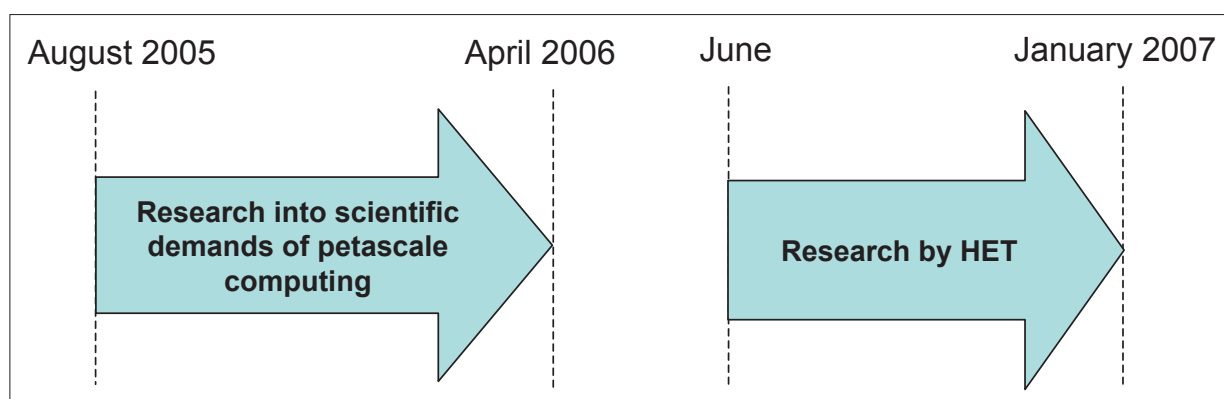 August 2005 April 2006 June January 2007
Research into scientific
demands of petascale
computing
Research by HET